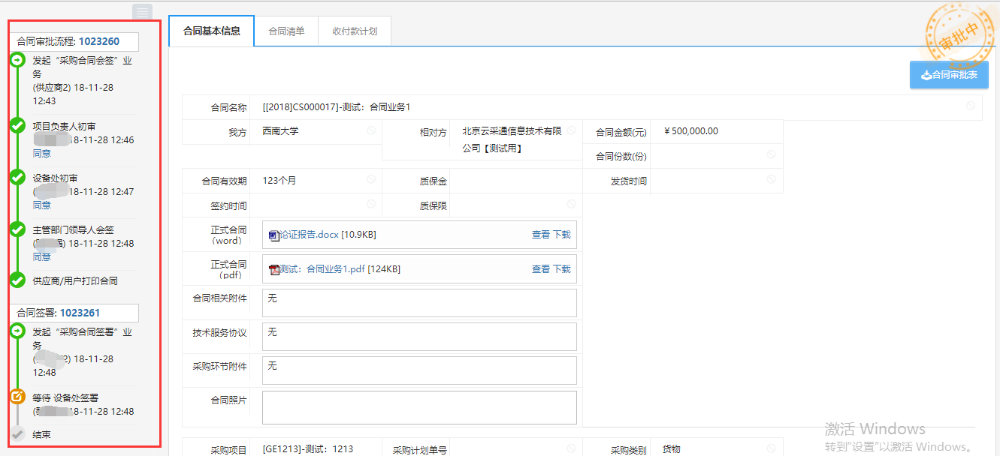 合同审批流程: 1023260
发起“采购合同会签”业
务
(供应商2) 18-11-28
12:43
项目负责人初审
8-11-28 12:46
同意
设备处初审
18-11-28 12:47
同意
主管部门领导人会签
18-11-28 12:48
同意
供应商/用户打印合同
合同签署: 1023261
发起“采购合同签署”业
务
2) 18-11-28
12:48
等待 设备处签署
18-11-28 12:48
结束
合同基本信息 合同清单 收付款计划
审批中
合同审批表
合同名称 [[2018]CS000017]-测试：合同业务1
我方 西南大学 相对方 北京云采通信息技术有限
公司【测试用】
合同金额(元) ￥500,000.00
合同份数(份)
合同有效期 123个月 质保金 发货时间
签约时间 质保限
正式合同
(word)
论证报告.docx [10.9KB] 查看 下载
正式合同
(pdf)
测试：合同业务1.pdf [124KB] 查看 下载
合同相关附件 无
技术服务协议 无
采购环节附件 无
合同照片
采购项目 [GE1213]-测试：1213 采购计划单号 采购类别 货物
激活 Windows
转到“设置”以激活 Windows。